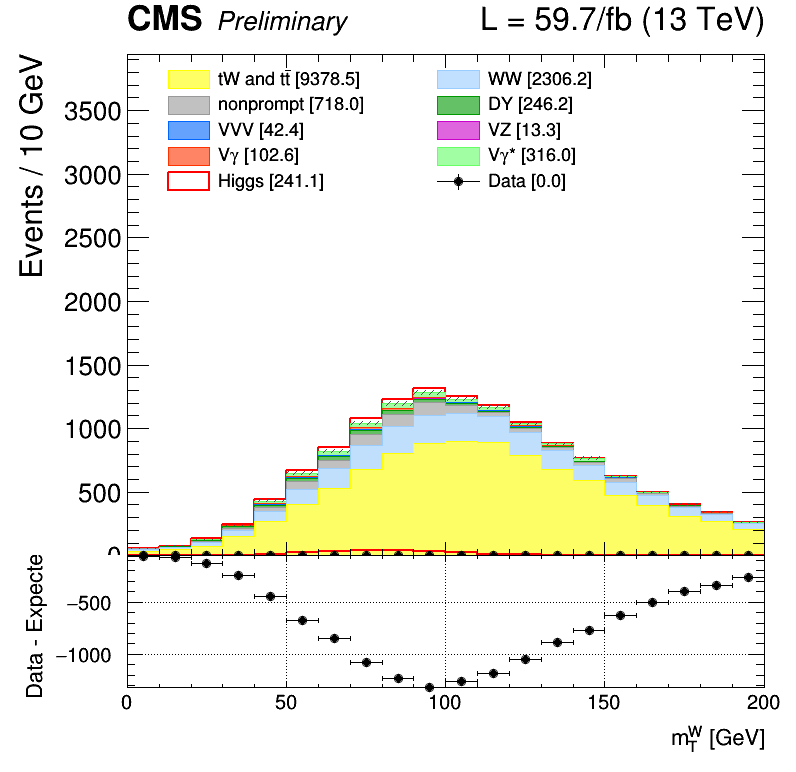 CMS Preliminary L = 59.7/fb (13 TeV)
Events / 10 GeV
tW and tt̄ [9378.5]
WW [2306.2]
nonprompt [718.0]
DY [246.2]
VVV [42.4]
VZ [13.3]
Vγ [102.6]
Vγ* [316.0]
Higgs [241.1]
Data [0.0]
3500
3000
2500
2000
1500
1000
500
0
Data - Expecte
−500
−1000
0 50 100 150 200
m_T^W [GeV]